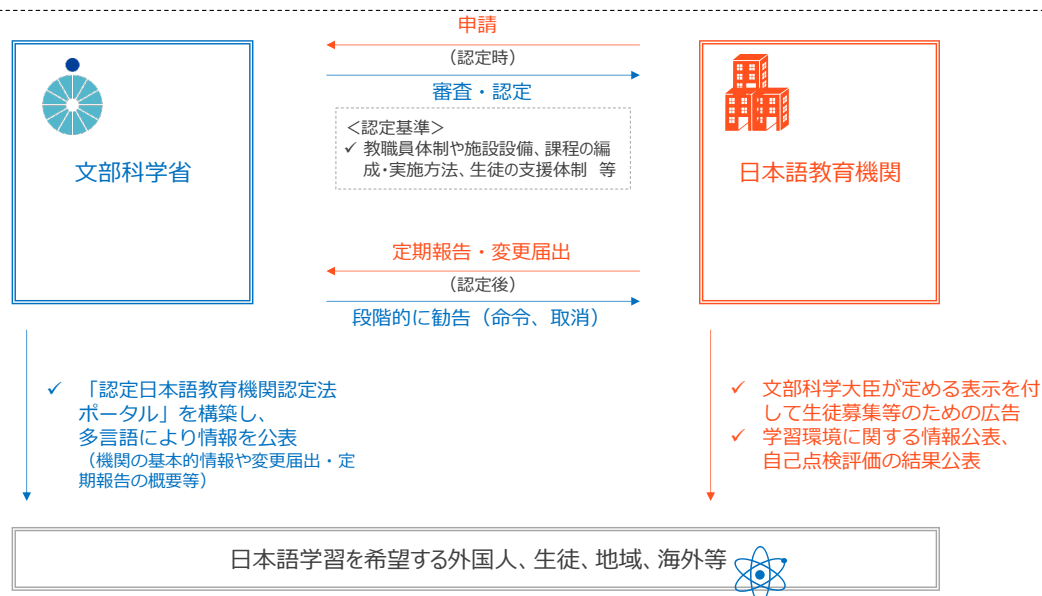 申請
(認定時)
審査・認定
<認定基準>
✓ 教職員体制や施設設備、課程の編
成・実施方法、生徒の支援体制 等
文部科学省
日本語教育機関
定期報告・変更届出
(認定後)
段階的に勧告(命令、取消)
✓ 「認定日本語教育機関認定法
ポータル」を構築し、
多言語により情報を公表
(機関の基本的情報や変更届出・定
期報告の概要等)
✓ 文部科学大臣が定める表示を付
して生徒募集等のための広告
✓ 学習環境に関する情報公表、
自己点検評価の結果公表
日本語学習を希望する外国人、生徒、地域、海外等